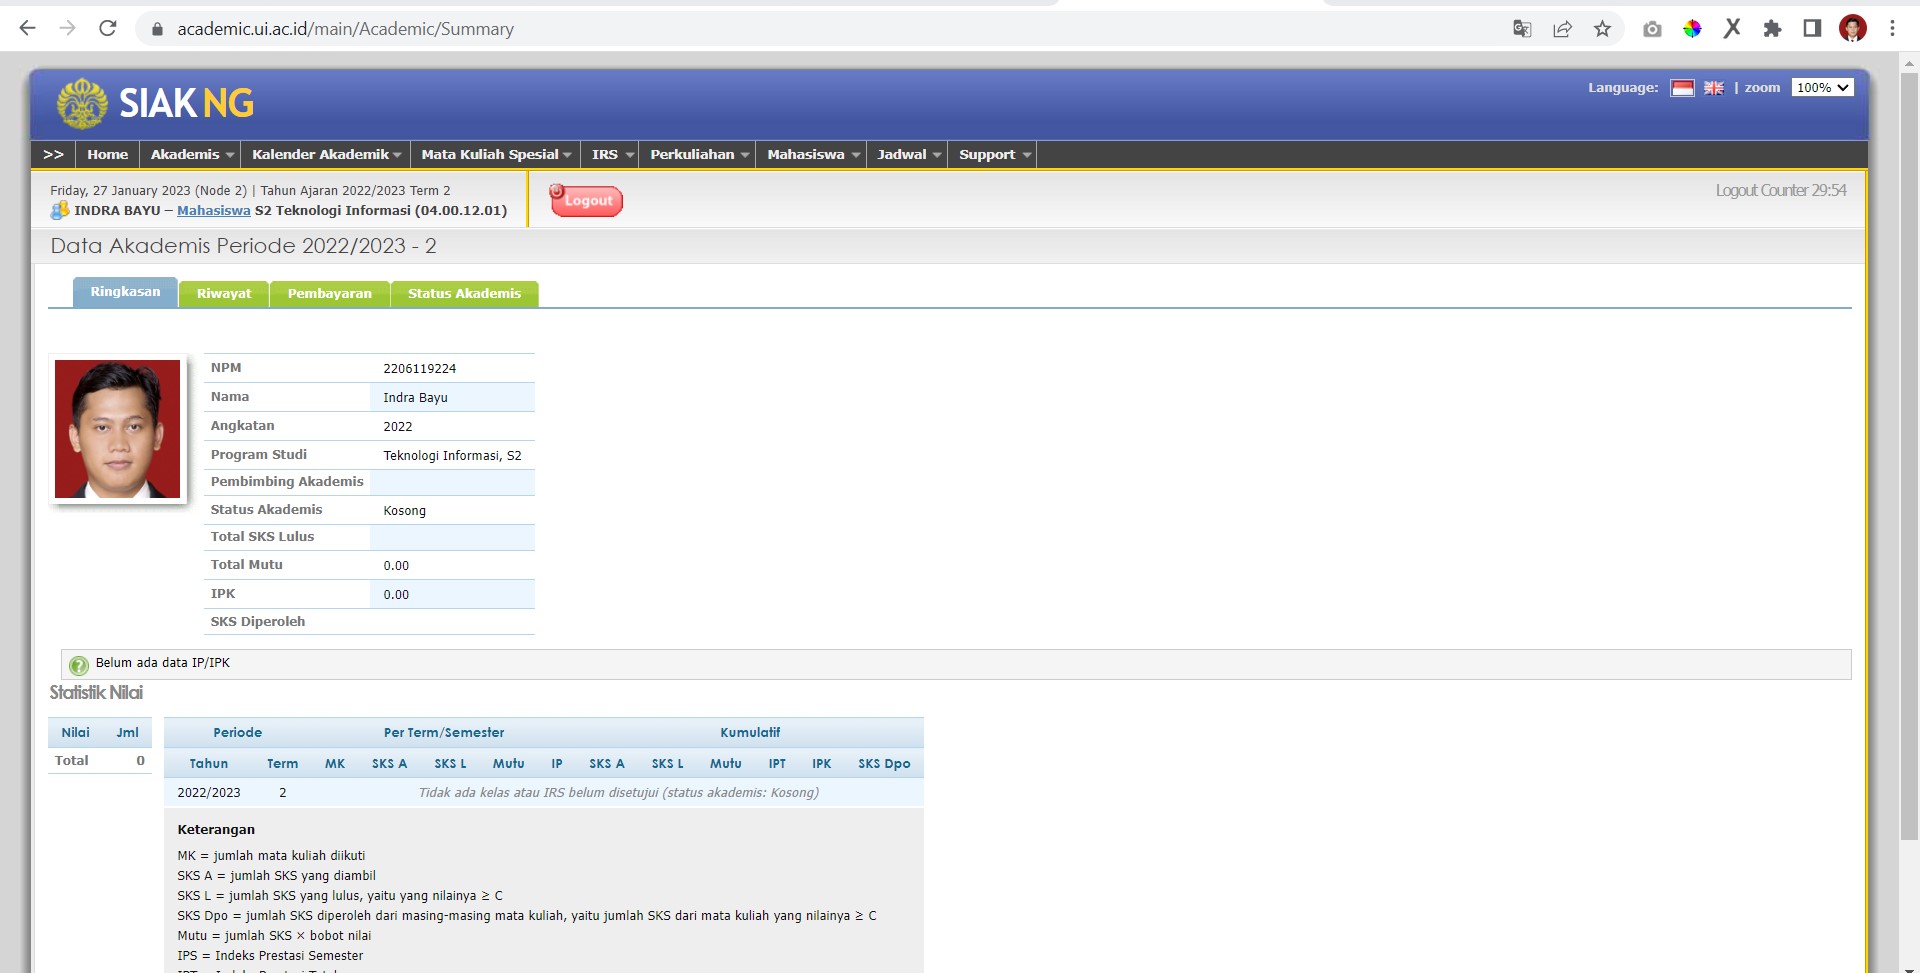 academic.ui.ac.id/main/Academic/Summary
SIAK NG
Language: | zoom 100%
>> Home Akademis Kalender Akademik Mata Kuliah Spesial IRS Perkuliahan Mahasiswa Jadwal Support
Friday, 27 January 2023 (Node 2) | Tahun Ajaran 2022/2023 Term 2
INDRA BAYU – Mahasiswa S2 Teknologi Informasi (04.00.12.01)
Logout
Logout Counter 29:54
Data Akademis Periode 2022/2023 - 2
Ringkasan Riwayat Pembayaran Status Akademis
NPM 2206119224
Nama Indra Bayu
Angkatan 2022
Program Studi Teknologi Informasi, S2
Pembimbing Akademis
Status Akademis Kosong
Total SKS Lulus
Total Mutu 0.00
IPK 0.00
SKS Diperoleh
Belum ada data IP/IPK
Statistik Nilai
Nilai Jml
Total 0
Periode Per Term/Semester Kumulatif
Tahun Term MK SKS A SKS L Mutu IP SKS A SKS L Mutu IPT IPK SKS Dpo
2022/2023 2 Tidak ada kelas atau IRS belum disetujui (status akademis: Kosong)
Keterangan
MK = jumlah mata kuliah diikuti
SKS A = jumlah SKS yang diambil
SKS L = jumlah SKS yang lulus, yaitu yang nilainya ≥ C
SKS Dpo = jumlah SKS diperoleh dari masing-masing mata kuliah, yaitu jumlah SKS dari mata kuliah yang nilainya ≥ C
Mutu = jumlah SKS × bobot nilai
IPS = Indeks Prestasi Semester